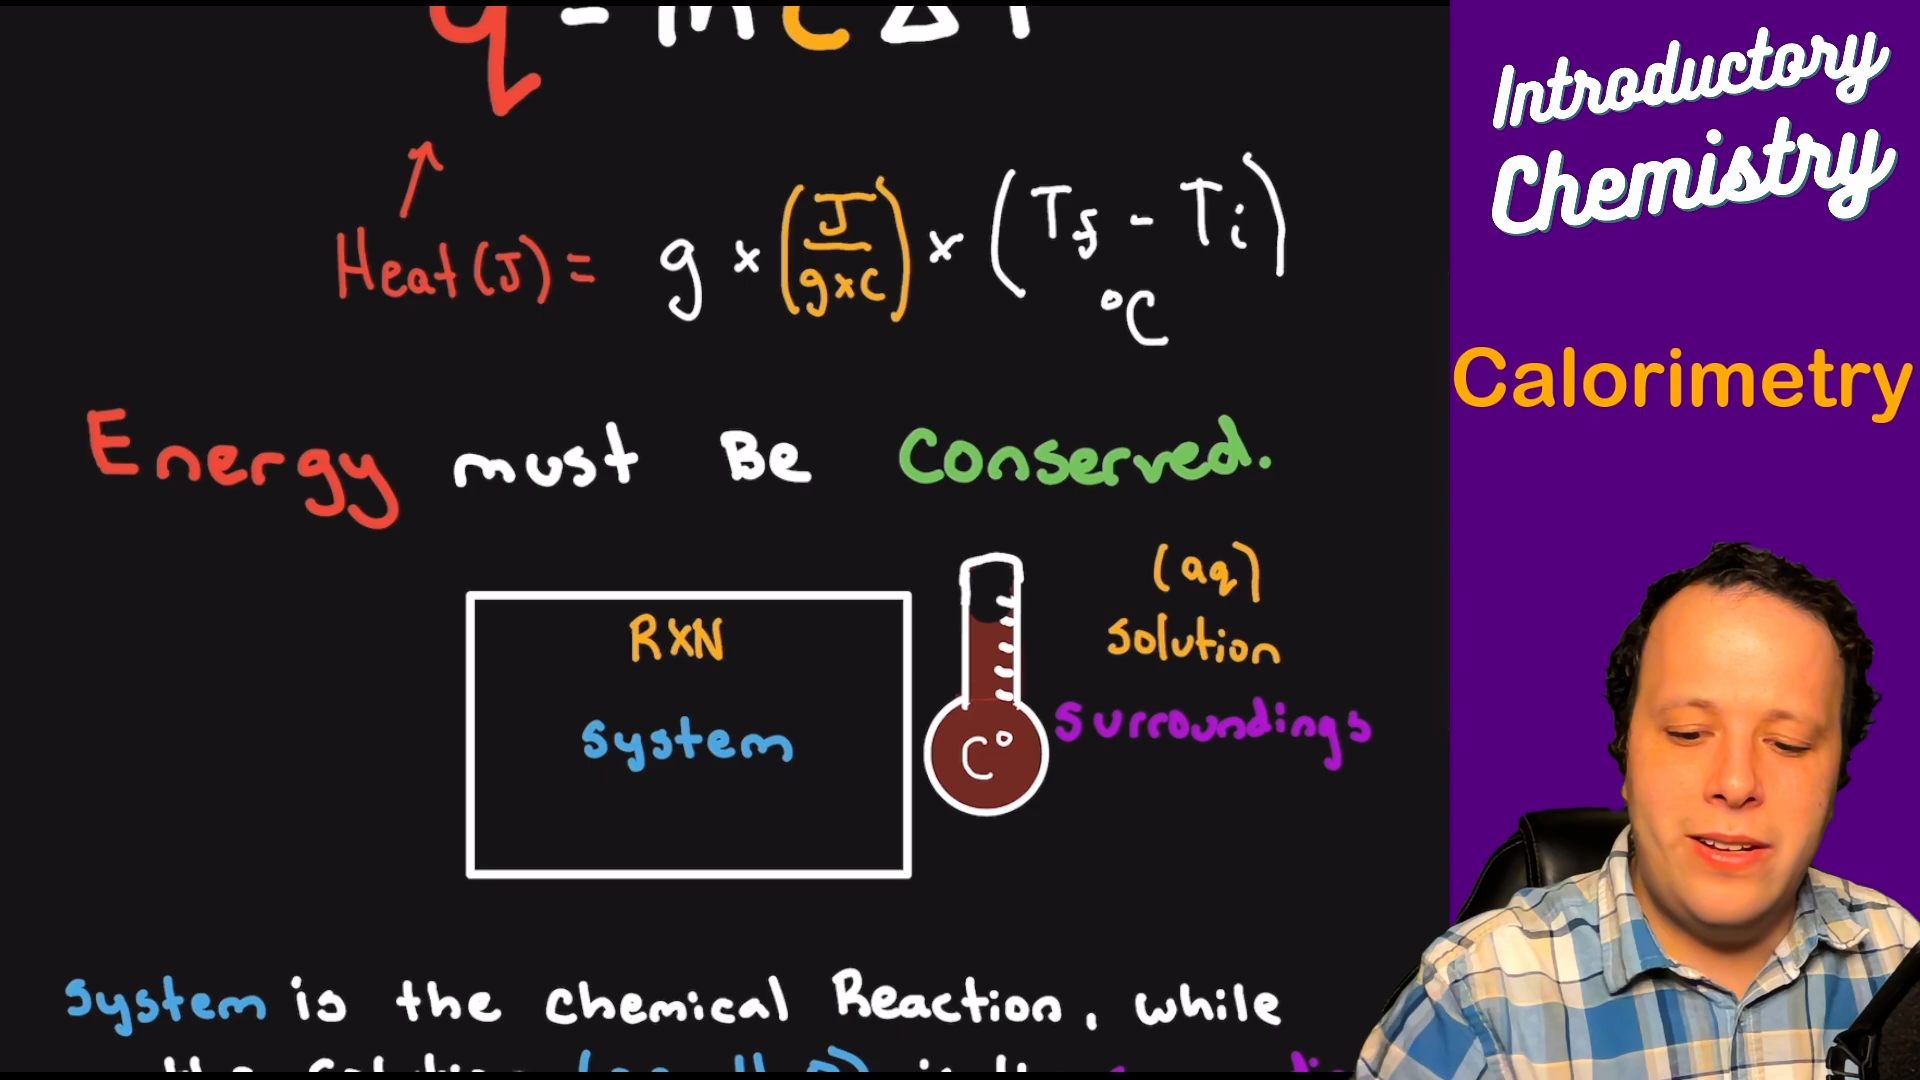 q = mCΔT
Heat (J) = g x (J / g x C) x (Tf - Ti)
°C
Energy must Be Conserved.
RXN
system
C°
(aq)
solution
surroundings
system is the chemical Reaction, while
Introductory
Chemistry
Calorimetry